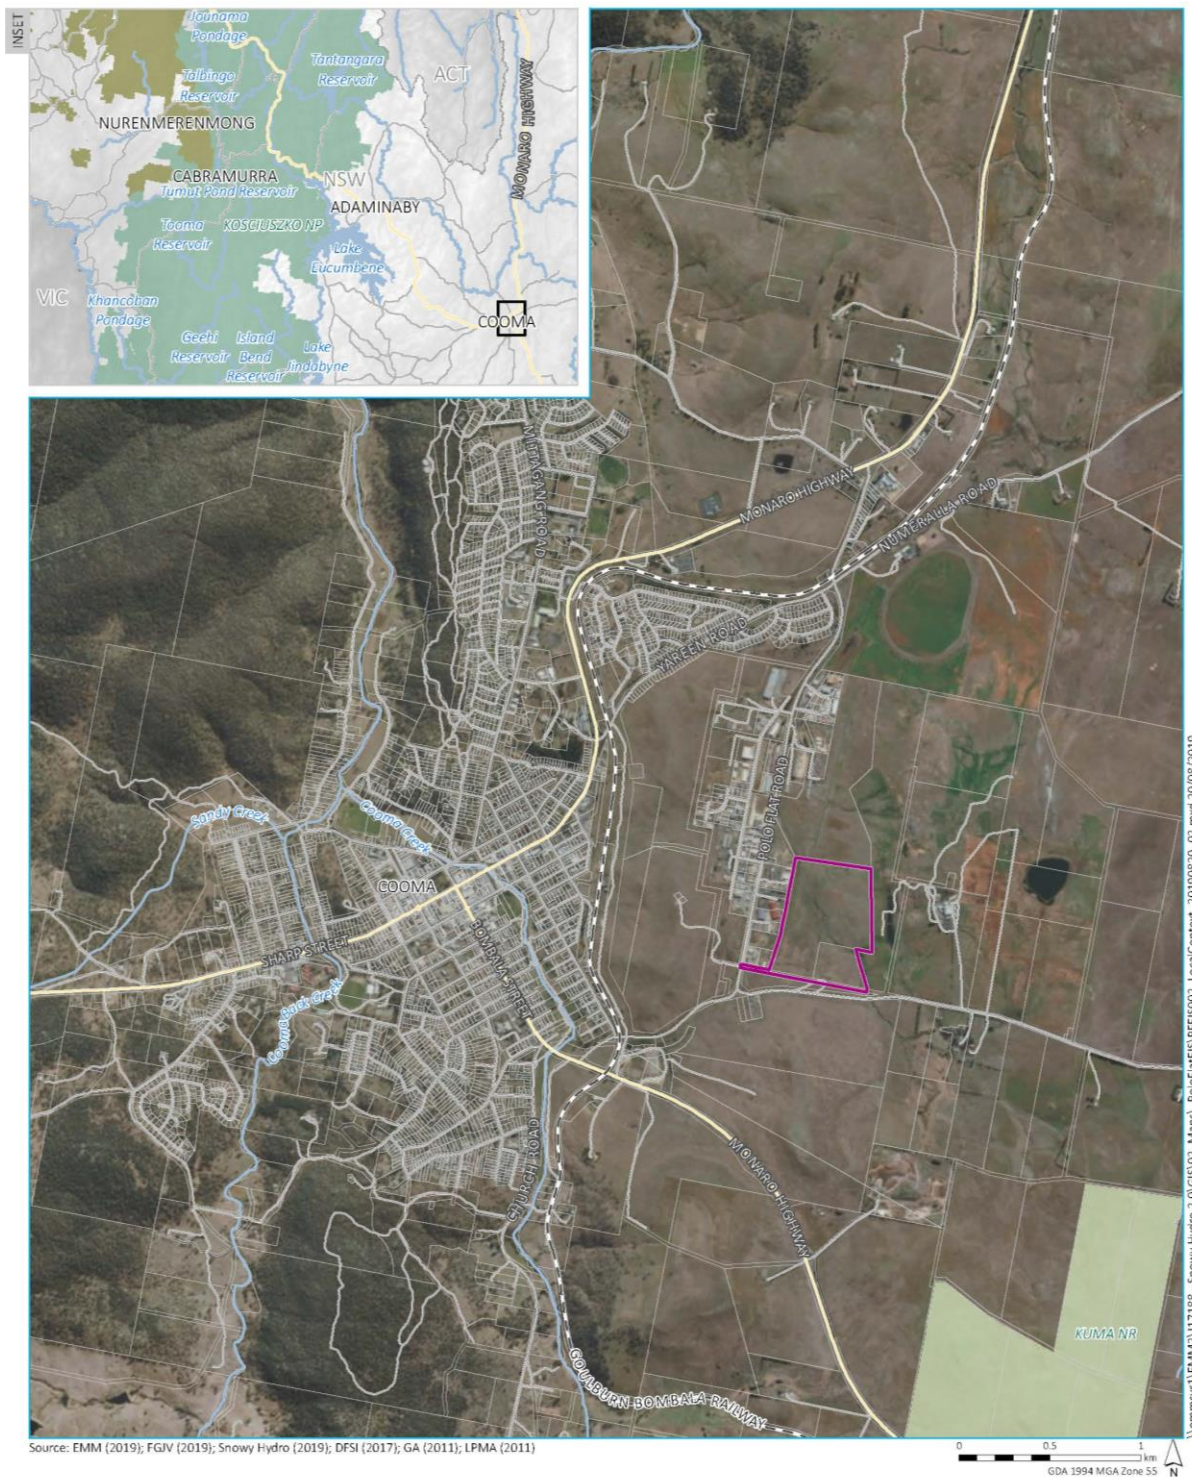 INSET
Jounama
Pondage
Tantangara
Reservoir
ACT
Talbingo
Reservoir
MONARO HIGHWAY
NURENMERENMONG
CABRAMURRA
NSW
Tumut Pond Reservoir
ADAMINABY
Tooma
Reservoir
KOSCIUSZKO NP
Lake
Eucumbene
VIC
Khancoban
Pondage
COOMA
Geehi
Reservoir
Island
Bend
Reservoir
Lake
Jindabyne
MITTAGANG ROAD
MONARO HIGHWAY
NUMERALLA ROAD
YAREEN ROAD
POLO FLAT ROAD
Sandy Creek
Cooma Creek
COOMA
SHARP STREET
BOMBALA STREET
Cooma Back Creek
CHURCH ROAD
MONARO HIGHWAY
KUMA NR
GOULBURN BOMBALA RAILWAY
Source: EMM (2019); FGJV (2019); Snowy Hydro (2019); DFSI (2017); GA (2011); LPMA (2011)
0 0.5 1
km
GDA 1994 MGA Zone 55 N